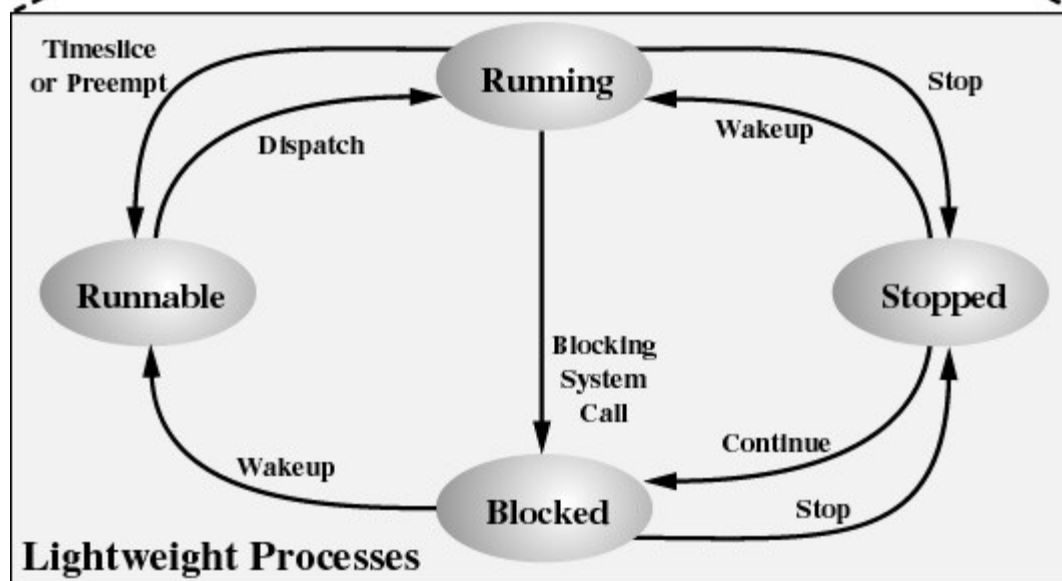 Timeslice
or Preempt
Running
Stop
Dispatch
Wakeup
Runnable
Stopped
Blocking
System
Call
Continue
Wakeup
Blocked
Stop
Lightweight Processes